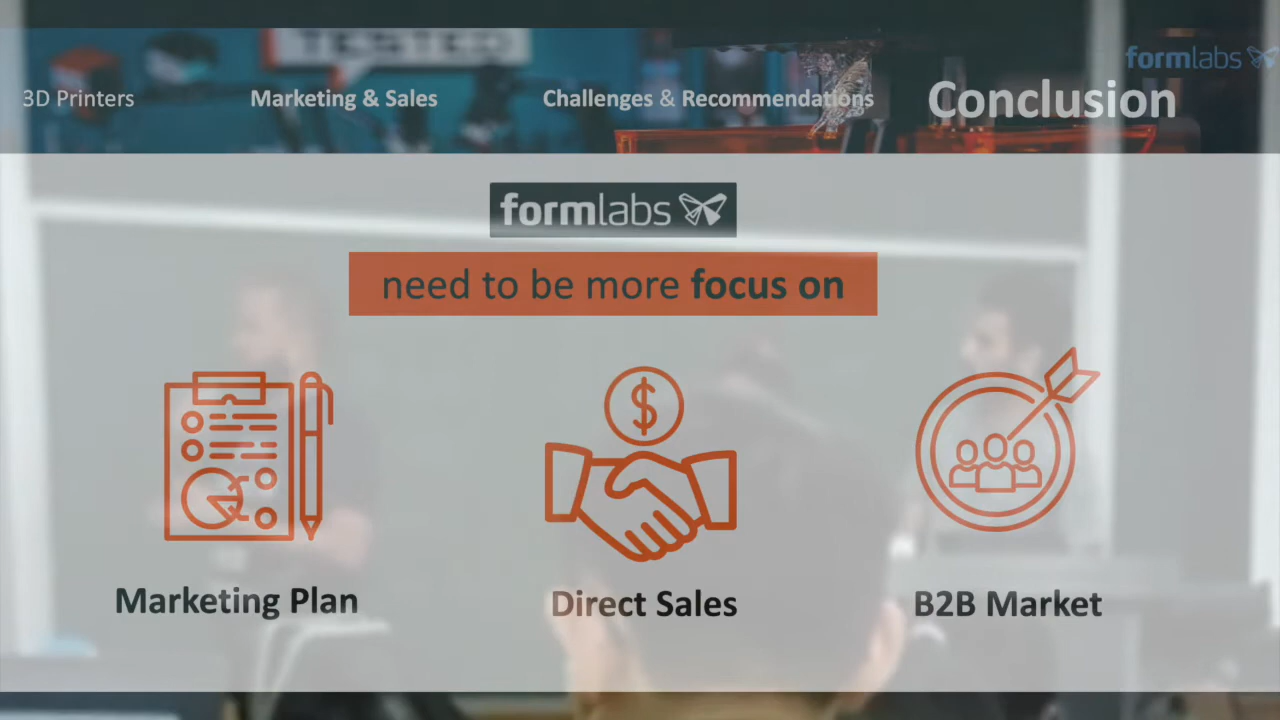 formlabs
3D Printers Marketing & Sales Challenges & Recommendations Conclusion
formlabs
need to be more focus on
Marketing Plan Direct Sales B2B Market